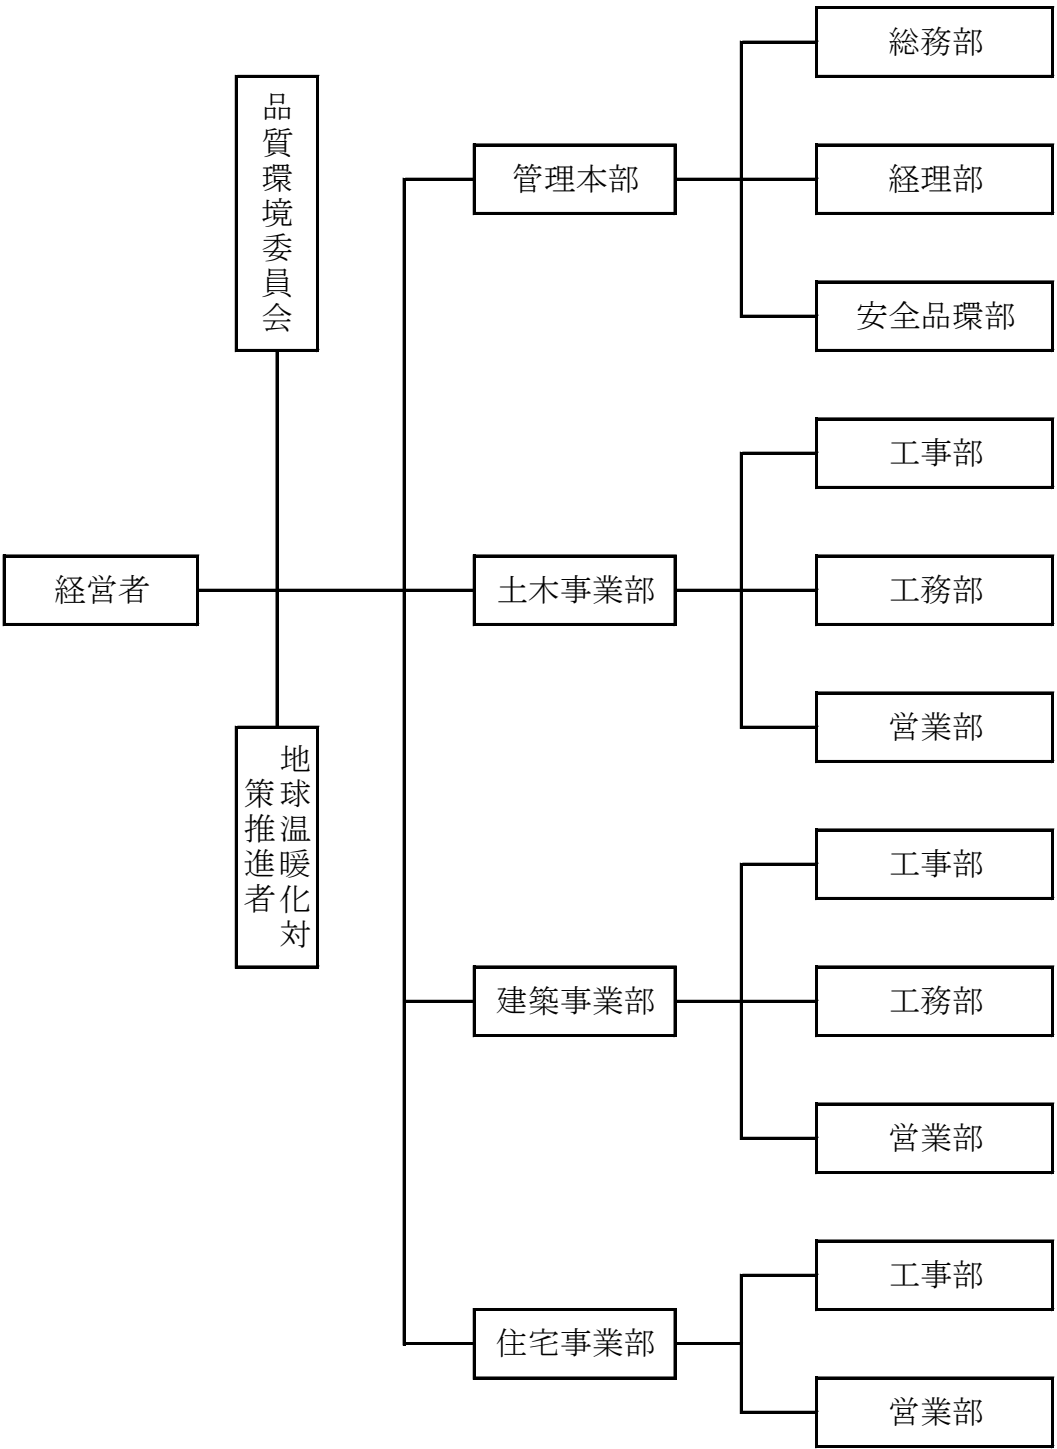 経営者
品質環境委員会
地球温暖化対
策推進者
管理本部
総務部
経理部
安全品環部
土木事業部
工事部
工務部
営業部
建築事業部
工事部
工務部
営業部
住宅事業部
工事部
営業部